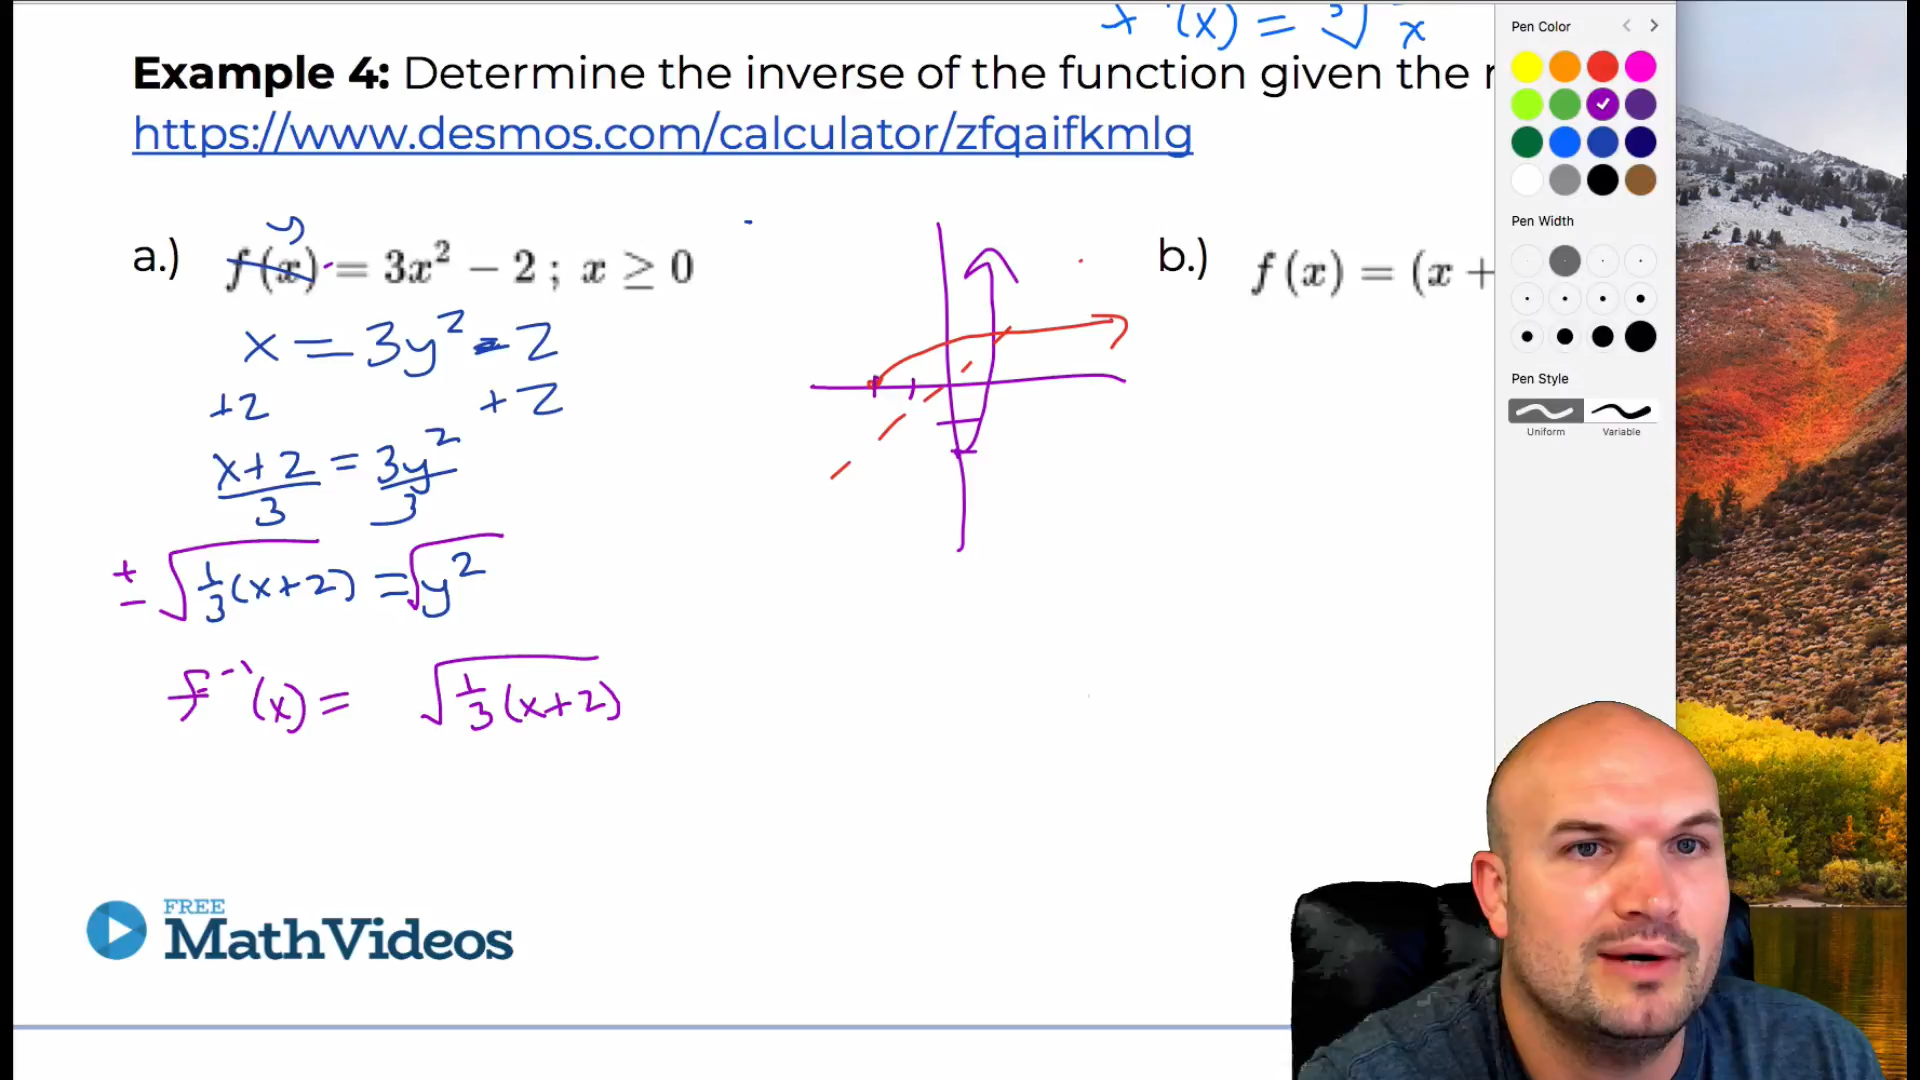 (x) = ∛x
Example 4: Determine the inverse of the function given the r
https://www.desmos.com/calculator/zfqaifkmlg
y
a.) f(x) = 3x² − 2 ; x ≥ 0
b.) f(x) = (x +
x = 3y² - 2
+2 +2
x+2 = 3y²
3 3
± √1/3(x+2) = √y²
f⁻¹(x) = √1/3(x+2)
FREE
MathVideos
Pen Color
Pen Width
Pen Style
Uniform
Variable